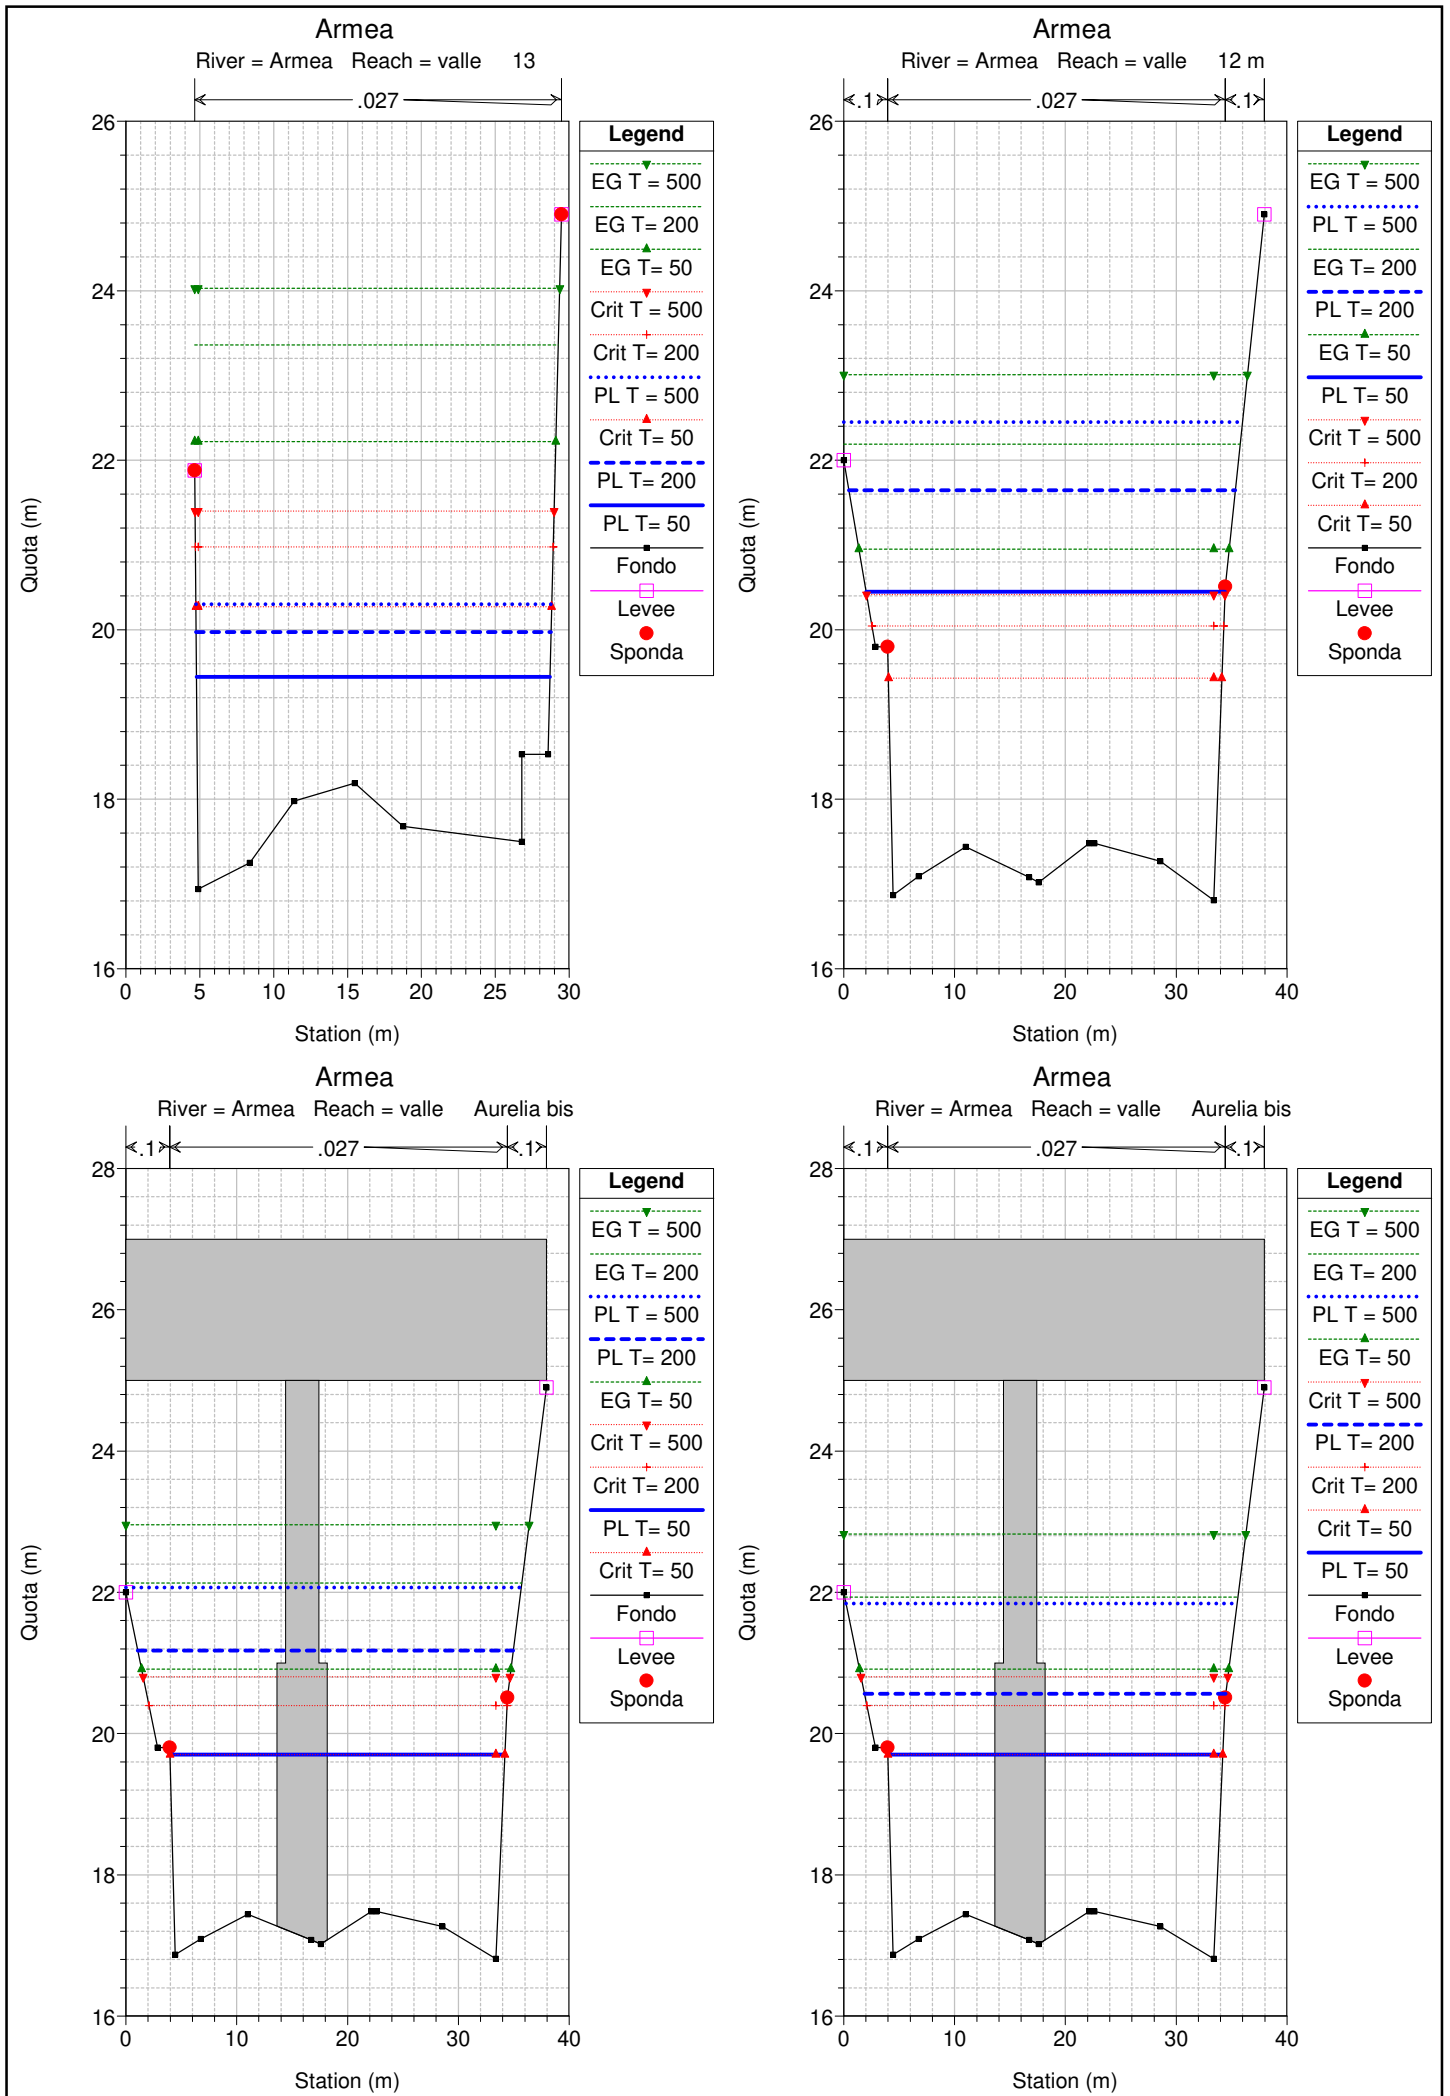 Armea
River = Armea Reach = valle 13
.027
26
24
22
20
18
16
0 5 10 15 20 25 30
Quota (m)
Station (m)
Legend
EG T = 500
EG T= 200
EG T= 50
Crit T = 500
Crit T= 200
PL T = 500
Crit T= 50
PL T= 200
PL T= 50
Fondo
Levee
Sponda
Armea
River = Armea Reach = valle 12 m
.1 .027 .1
26
24
22
20
18
16
0 10 20 30 40
Quota (m)
Station (m)
Legend
EG T = 500
PL T = 500
EG T= 200
PL T= 200
EG T= 50
PL T= 50
Crit T = 500
Crit T= 200
Crit T= 50
Fondo
Levee
Sponda
Armea
River = Armea Reach = valle Aurelia bis
.1 .027 .1
28
26
24
22
20
18
16
0 10 20 30 40
Quota (m)
Station (m)
Legend
EG T = 500
EG T= 200
PL T = 500
PL T= 200
EG T= 50
Crit T = 500
Crit T= 200
PL T= 50
Crit T= 50
Fondo
Levee
Sponda
Armea
River = Armea Reach = valle Aurelia bis
.1 .027 .1
28
26
24
22
20
18
16
0 10 20 30 40
Quota (m)
Station (m)
Legend
EG T = 500
EG T= 200
PL T = 500
EG T= 50
Crit T = 500
PL T= 200
Crit T= 200
Crit T= 50
PL T= 50
Fondo
Levee
Sponda